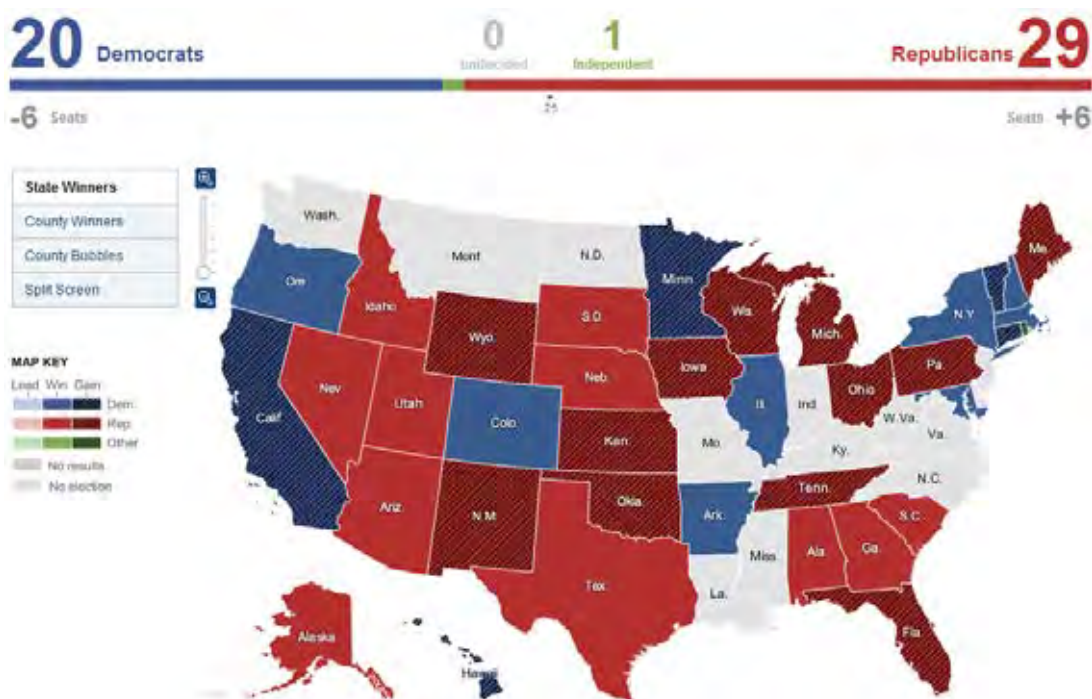 20 Democrats
0
undecided
1
Independent
Republicans 29
25
-6 Seats
Seats +6
State Winners
County Winners
County Bubbles
Split Screen
MAP KEY
Lead Win Gain
Dem.
Rep.
Other
No results
No election
Wash.
Mont
N.D.
Minn
Me.
Ore
Idaho
Wyo.
S.D.
Wis.
Mich.
N.Y.
Nev
Utah
Colo.
Neb.
Iowa
Ill.
Ind
Ohio
Pa
Calif
Kan.
Mo.
W.Va.
Va.
Ky.
N.C.
Ariz
N.M
Okla.
Ark.
Tenn.
S.C.
Tex.
Miss.
Ala
Ga.
La.
Fla.
Alaska
Hawaii